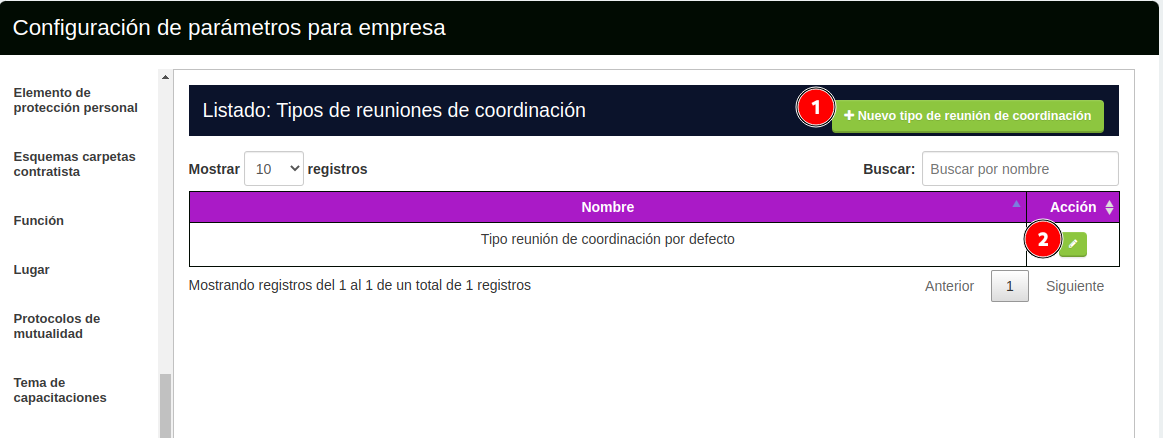 Configuración de parámetros para empresa
Elemento de
protección personal
Esquemas carpetas
contratista
Función
Lugar
Protocolos de
mutualidad
Tema de
capacitaciones
Listado: Tipos de reuniones de coordinación
1
Nuevo tipo de reunión de coordinación
Mostrar 10 registros
Buscar: Buscar por nombre
Nombre Acción
Tipo reunión de coordinación por defecto
2
Mostrando registros del 1 al 1 de un total de 1 registros
Anterior 1 Siguiente